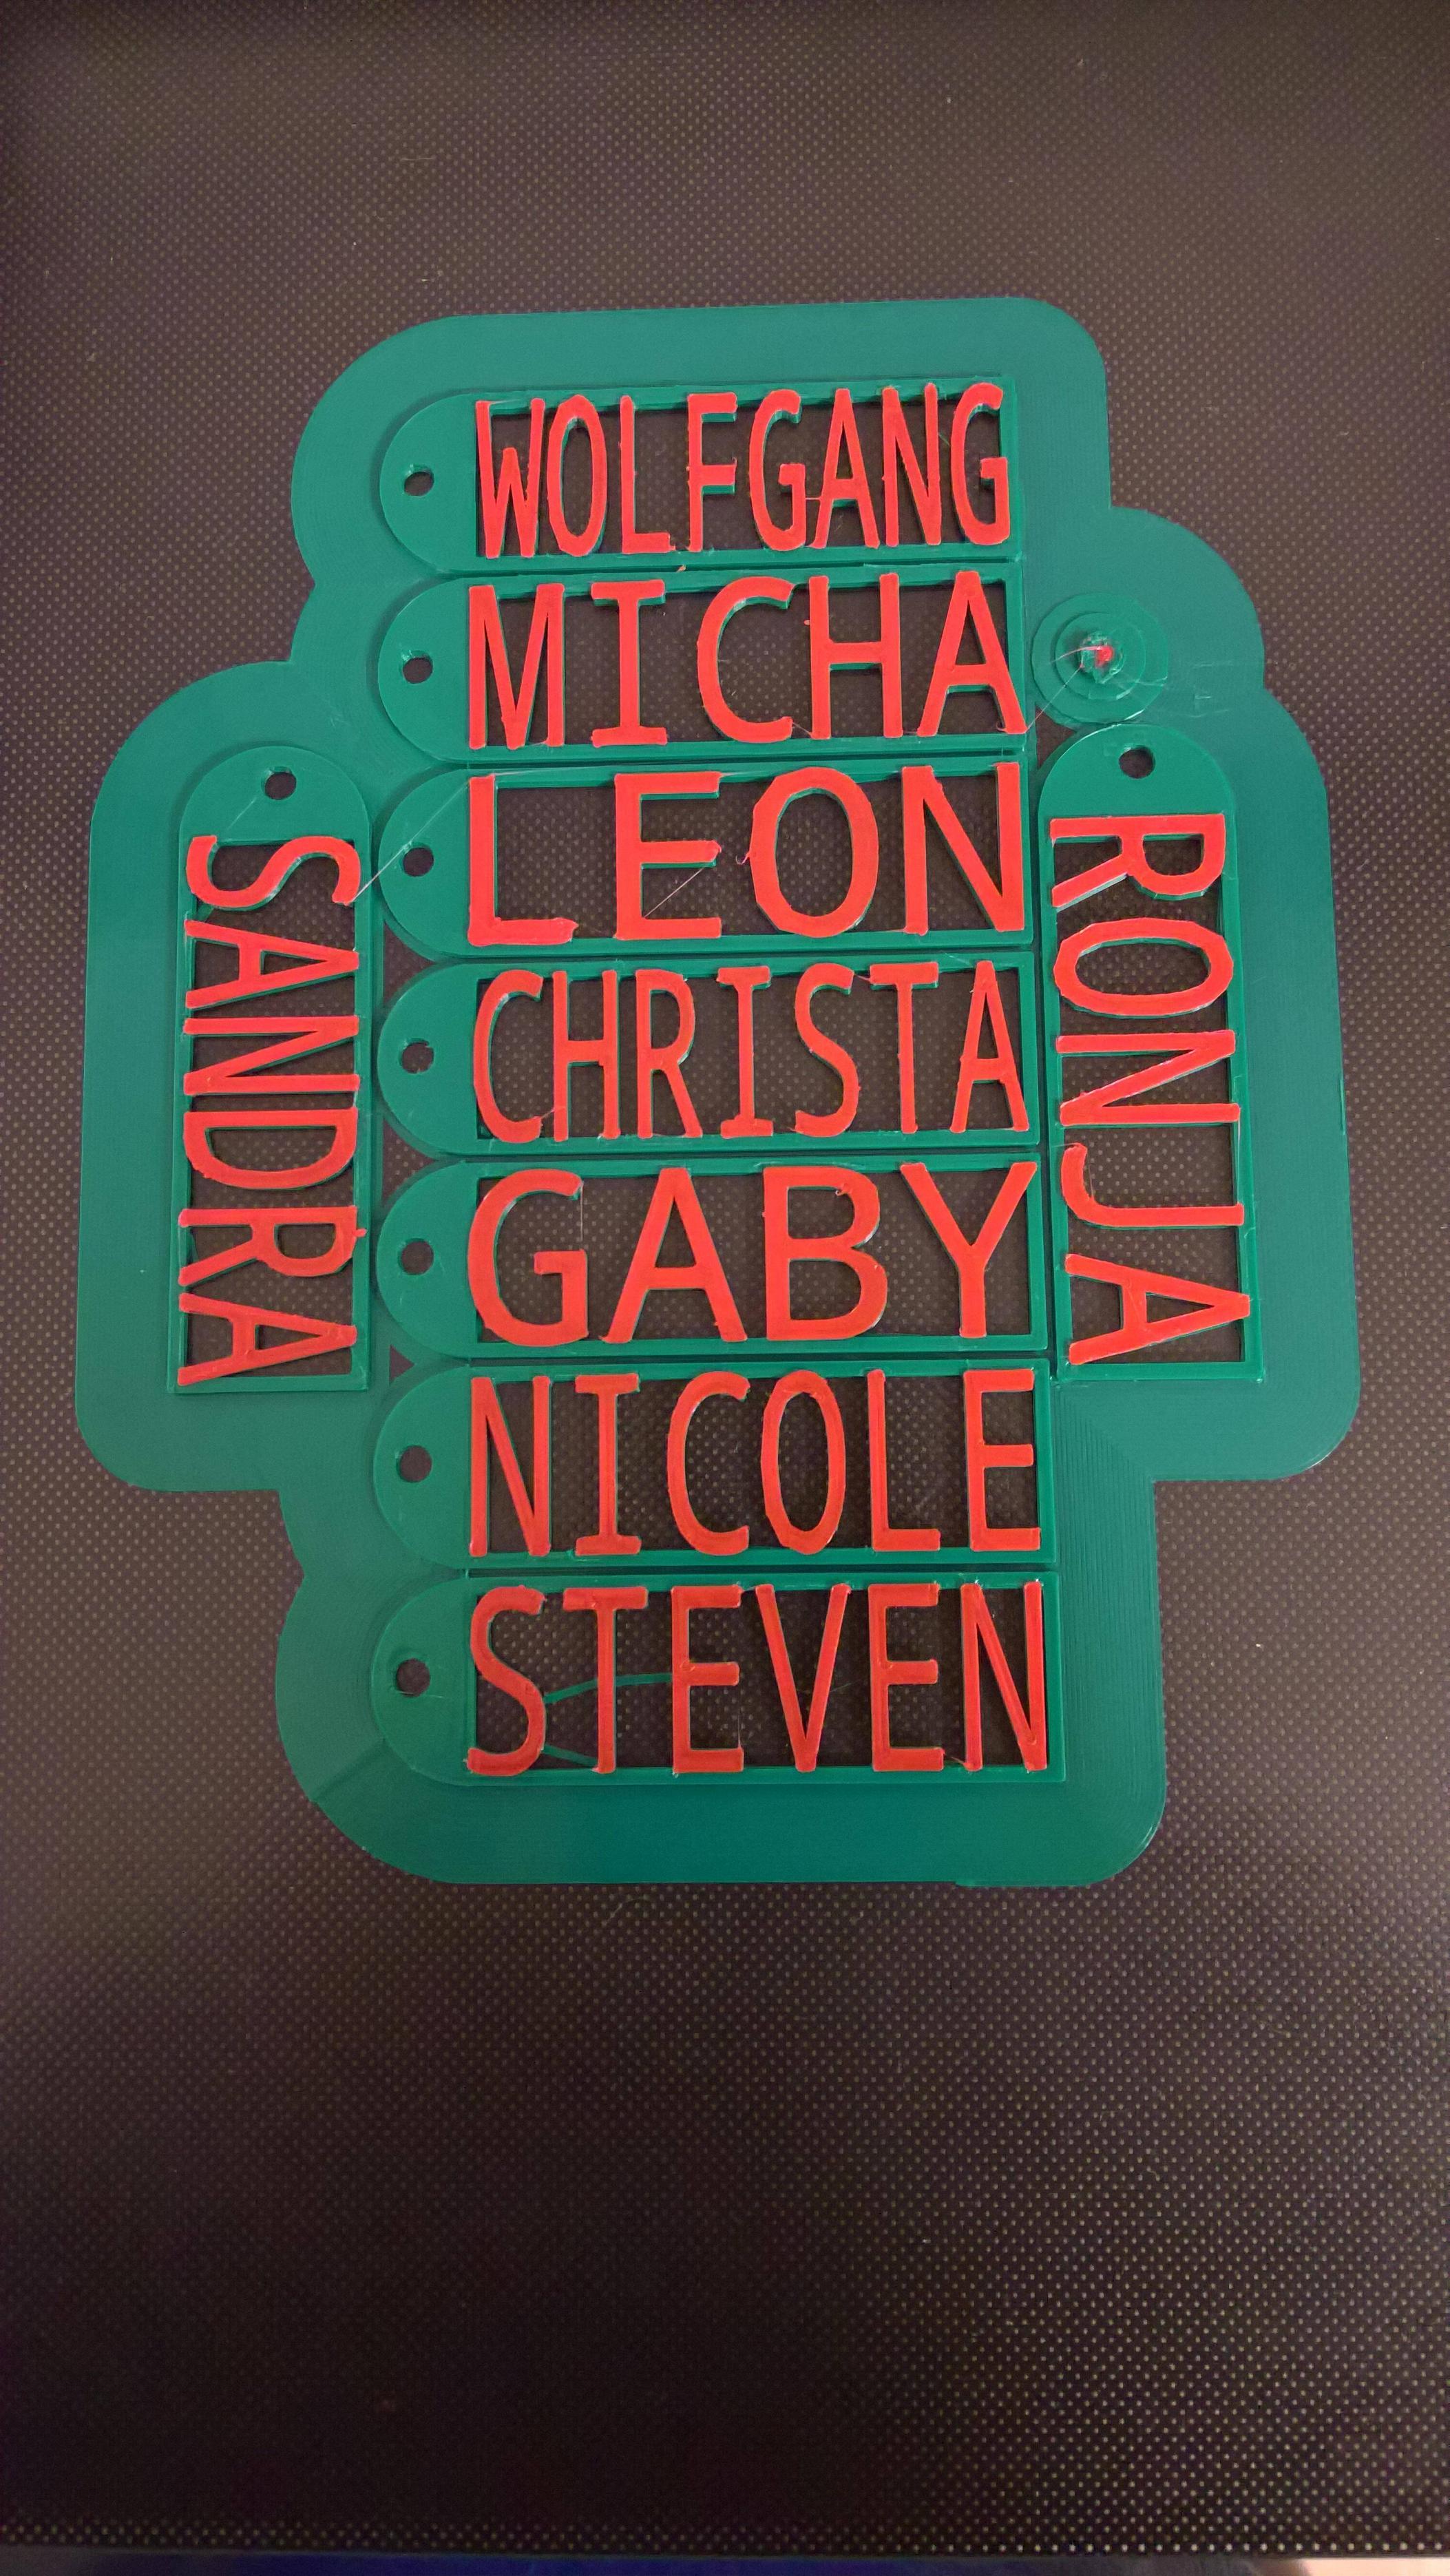 WOLFGANG
MICHA
LEON
CHRISTA
GABY
NICOLE
STEVEN
SANDRA
RONJA